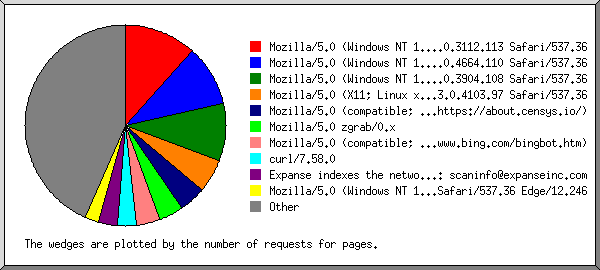 Mozilla/5.0 (Windows NT 1....0.3112.113 Safari/537.36
Mozilla/5.0 (Windows NT 1....0.4664.110 Safari/537.36
Mozilla/5.0 (Windows NT 1....0.3904.108 Safari/537.36
Mozilla/5.0 (X11; Linux x...3.0.4103.97 Safari/537.36
Mozilla/5.0 (compatible; ...https://about.censys.io/)
Mozilla/5.0 zgrab/0.x
Mozilla/5.0 (compatible; ...www.bing.com/bingbot.htm)
curl/7.58.0
Expanse indexes the netwo...: scaninfo@expanseinc.com
Mozilla/5.0 (Windows NT 1...Safari/537.36 Edge/12.246
Other
The wedges are plotted by the number of requests for pages.